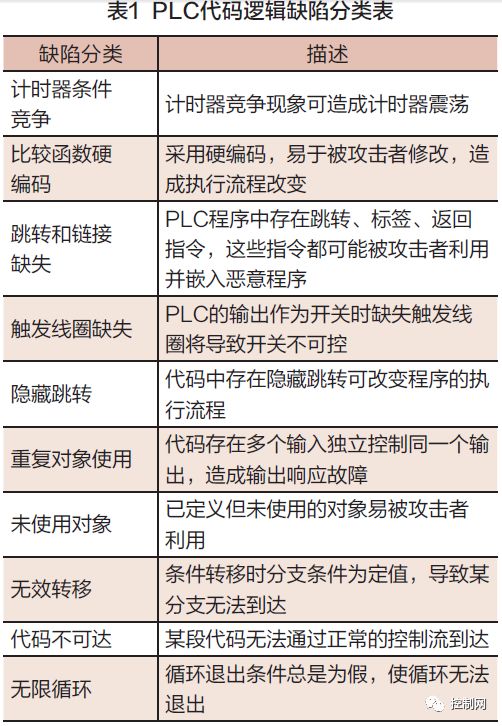 表1 PLC代码逻辑缺陷分类表
缺陷分类
描述
计时器条件
竞争
计时器竞争现象可造成计时器震荡
比较函数硬
编码
采用硬编码，易于被攻击者修改，造
成执行流程改变
跳转和链接
缺失
PLC程序中存在跳转、标签、返回
指令，这些指令都可能被攻击者利用
并嵌入恶意程序
触发线圈缺失
PLC的输出作为开关时缺失触发线
圈将导致开关不可控
隐藏跳转
代码中存在隐藏跳转可改变程序的执
行流程
重复对象使用
代码存在多个输入独立控制同一个输
出，造成输出响应故障
未使用对象
已定义但未使用的对象易被攻击者
利用
无效转移
条件转移时分支条件为定值，导致某
分支无法到达
代码不可达
某段代码无法通过正常的控制流到达
无限循环
循环退出条件总是为假，使循环无法
退出
控制网